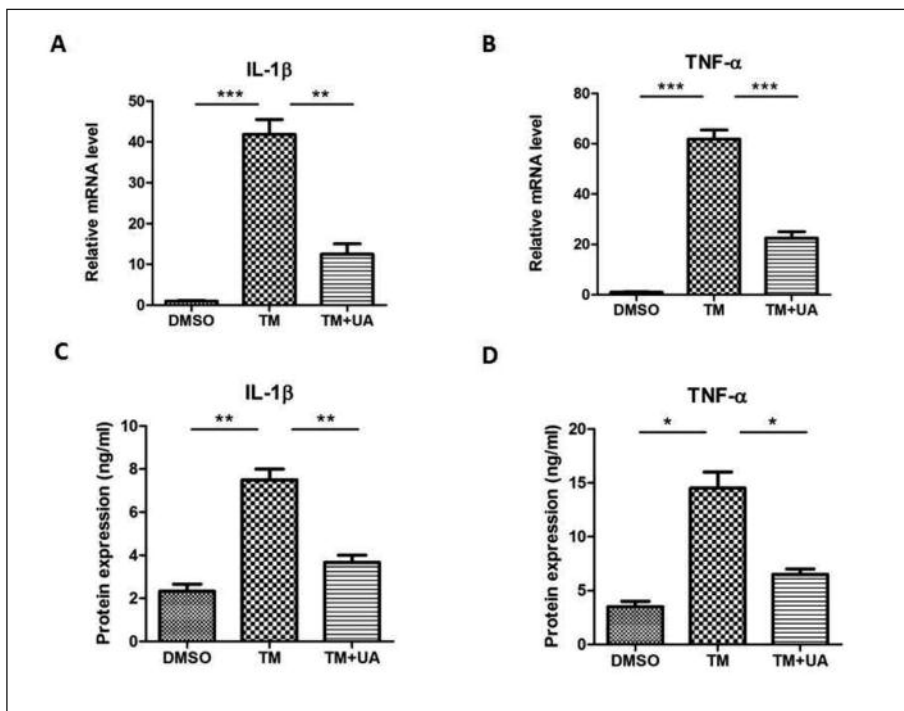 A
IL-1β
*** **
Relative mRNA level
50
40
30
20
10
0
DMSO TM TM+UA
B
TNF-α
*** ***
Relative mRNA level
80
60
40
20
0
DMSO TM TM+UA
C
IL-1β
** **
Protein expression (ng/ml)
8
6
4
2
0
DMSO TM TM+UA
D
TNF-α
* *
Protein expression (ng/ml)
20
15
10
5
0
DMSO TM TM+UA